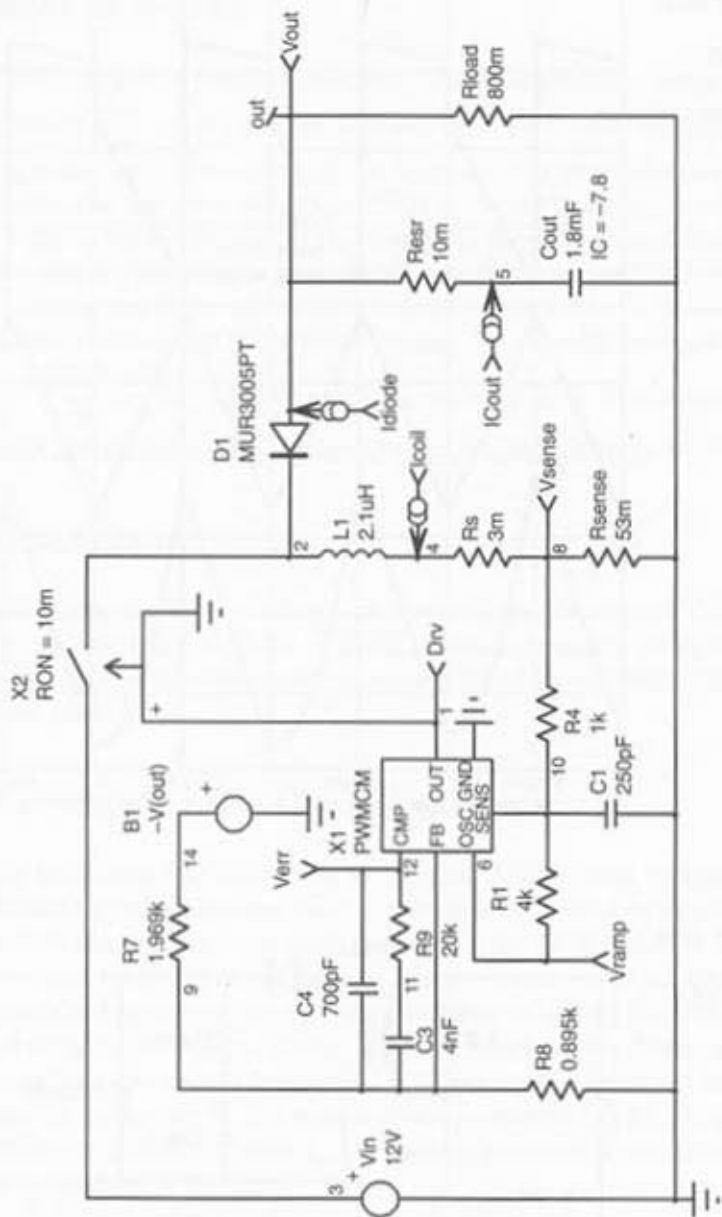 X2
RON = 10m
+
B1
-V(out)
+
14
R7
1.969k
9
3
+
Vin
12V
Verr
C4
700pF
X1
PWMCM
12
CMP
OUT
FB
OSC
GND
SENS
1
6
Drv
R9
20k
11
C3
4nF
R8
0.895k
R1
4k
Vramp
10
R4
1k
C1
250pF
2
L1
2.1uH
D1
MUR3005PT
Idiode
Icoil
4
Rs
3m
Vsense
8
Rsense
53m
out
Vout
Resr
10m
ICout
5
Cout
1.8mF
IC = −7.8
Rload
800m